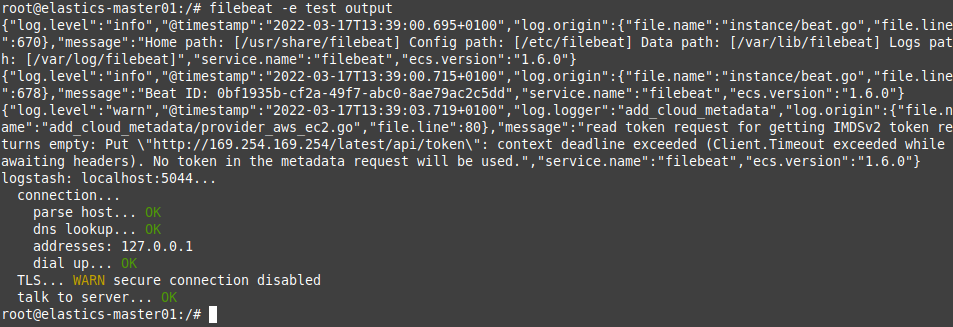 root@elastics-master01:/# filebeat -e test output
{"log.level":"info","@timestamp":"2022-03-17T13:39:00.695+0100","log.origin":{"file.name":"instance/beat.go","file.line
":670},"message":"Home path: [/usr/share/filebeat] Config path: [/etc/filebeat] Data path: [/var/lib/filebeat] Logs pat
h: [/var/log/filebeat]","service.name":"filebeat","ecs.version":"1.6.0"}
{"log.level":"info","@timestamp":"2022-03-17T13:39:00.715+0100","log.origin":{"file.name":"instance/beat.go","file.line
":678},"message":"Beat ID: 0bf1935b-cf2a-49f7-abc0-8ae79ac2c5dd","service.name":"filebeat","ecs.version":"1.6.0"}
{"log.level":"warn","@timestamp":"2022-03-17T13:39:03.719+0100","log.logger":"add_cloud_metadata","log.origin":{"file.n
ame":"add_cloud_metadata/provider_aws_ec2.go","file.line":80},"message":"read token request for getting IMDSv2 token re
turns empty: Put \"http://169.254.169.254/latest/api/token\": context deadline exceeded (Client.Timeout exceeded while
awaiting headers). No token in the metadata request will be used.","service.name":"filebeat","ecs.version":"1.6.0"}
logstash: localhost:5044...
  connection...
    parse host... OK
    dns lookup... OK
    addresses: 127.0.0.1
    dial up... OK
  TLS... WARN secure connection disabled
  talk to server... OK
root@elastics-master01:/#